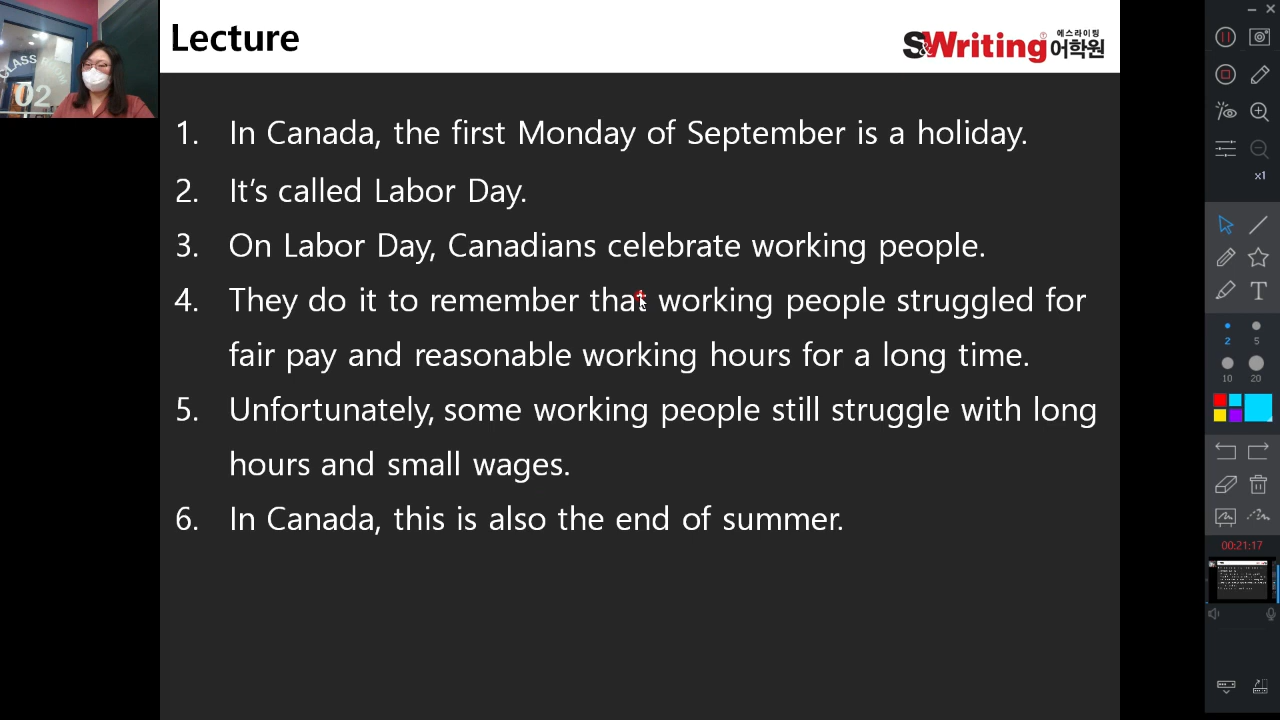 CLASS ROOM
02
Lecture
S&Writing
에스라이팅
어학원
1. In Canada, the first Monday of September is a holiday.
2. It's called Labor Day.
3. On Labor Day, Canadians celebrate working people.
4. They do it to remember that working people struggled for
fair pay and reasonable working hours for a long time.
5. Unfortunately, some working people still struggle with long
hours and small wages.
6. In Canada, this is also the end of summer.
x1
T
2 5
10 20
00:21:17